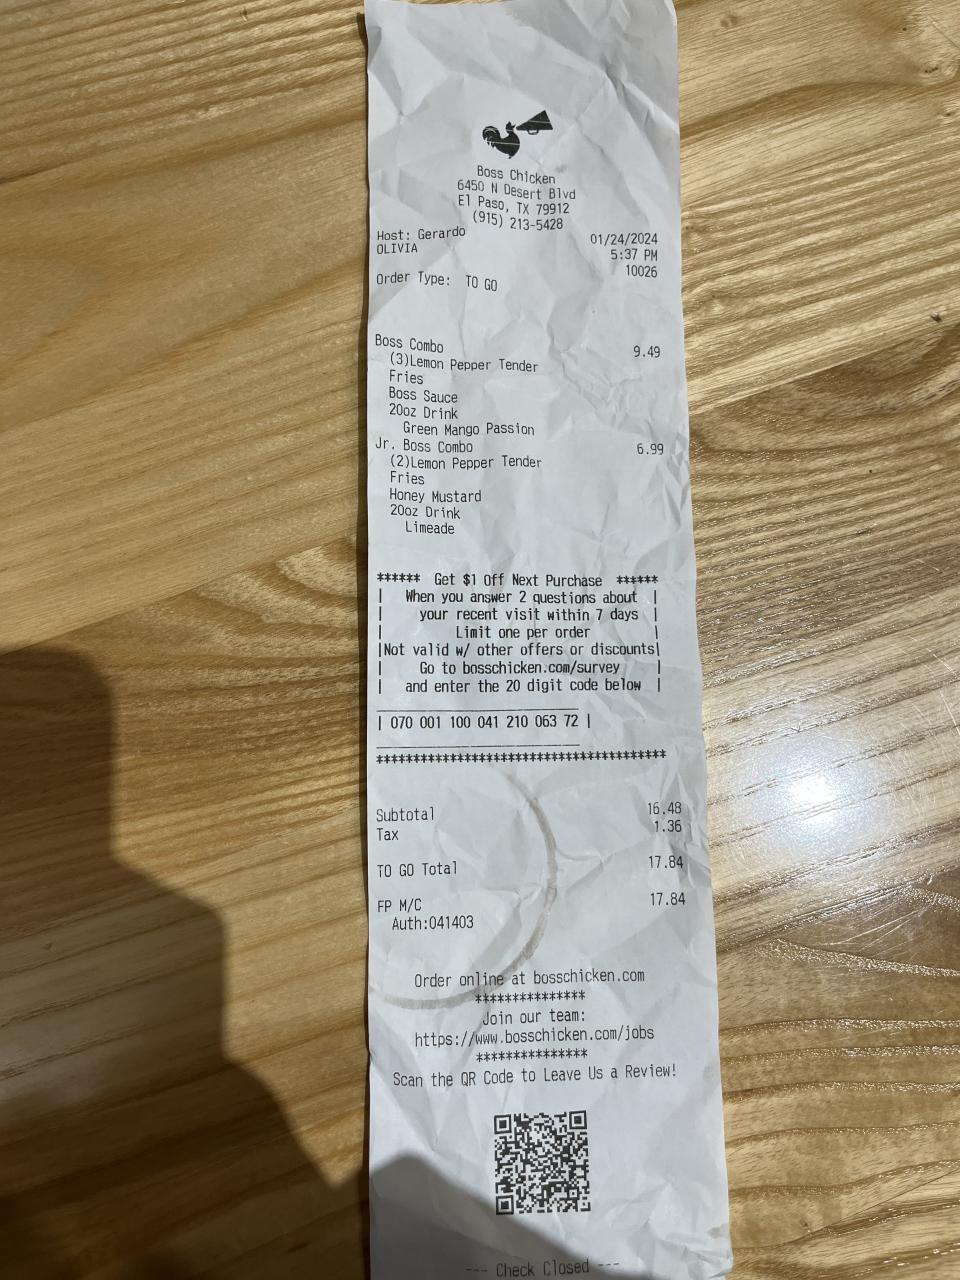 Boss Chicken
6450 N Desert Blvd
El Paso, TX 79912
(915) 213-5428
Host: Gerardo 01/24/2024
OLIVIA 5:37 PM
10026
Order Type: TO GO
Boss Combo 9.49
(3)Lemon Pepper Tender
Fries
Boss Sauce
20oz Drink
Green Mango Passion
Jr. Boss Combo 6.99
(2)Lemon Pepper Tender
Fries
Honey Mustard
20oz Drink
Limeade
****** Get $1 Off Next Purchase ******
| When you answer 2 questions about |
| your recent visit within 7 days |
| Limit one per order |
|Not valid w/ other offers or discounts|
| Go to bosschicken.com/survey |
| and enter the 20 digit code below |
| 070 001 100 041 210 063 72 |
***************************************
Subtotal 16.48
Tax 1.36
TO GO Total 17.84
FP M/C 17.84
Auth:041403
Order online at bosschicken.com
***************
Join our team:
https://www.bosschicken.com/jobs
***************
Scan the QR Code to Leave Us a Review!
--- Check Closed ---